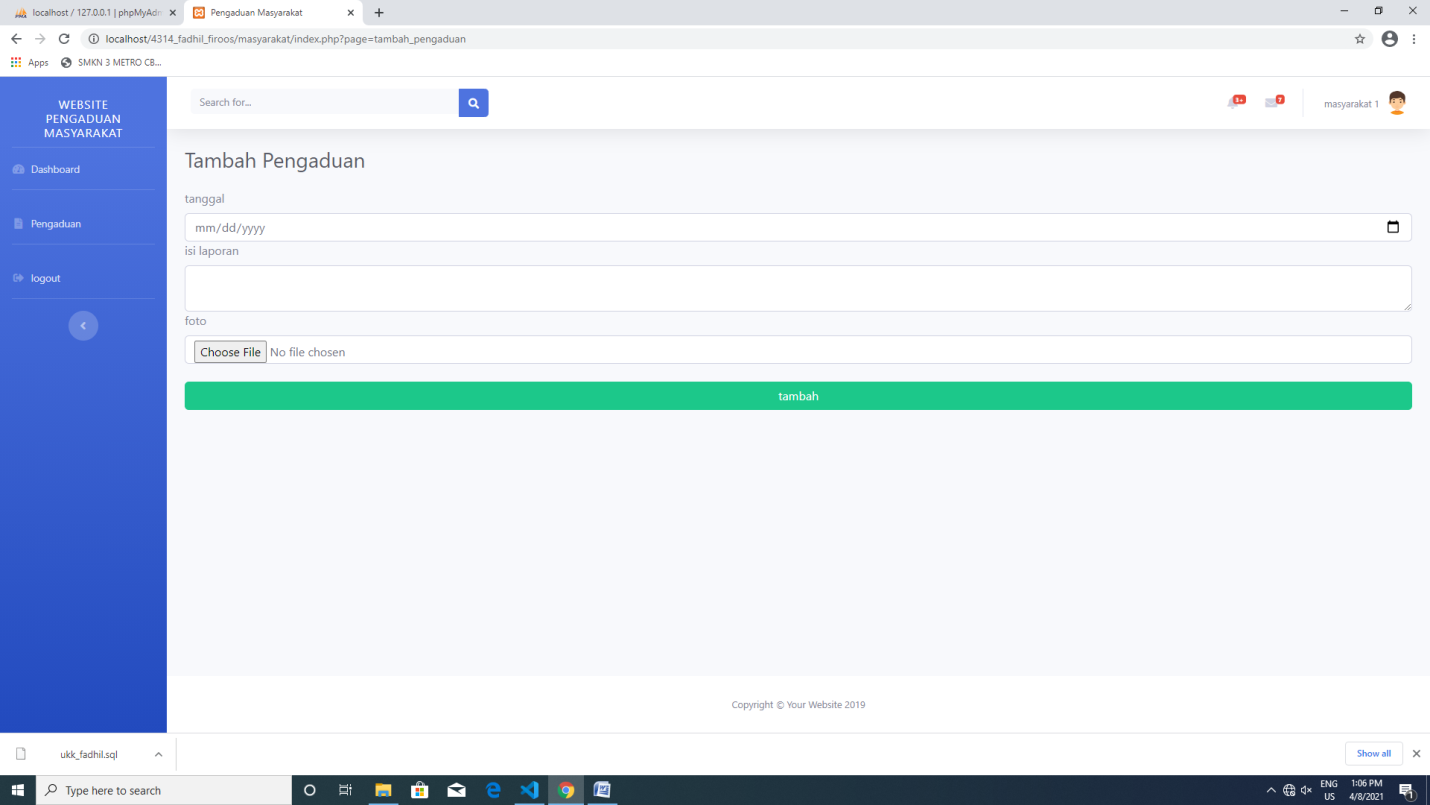 localhost / 127.0.0.1 | phpMyAdm
Pengaduan Masyarakat
localhost/4314_fadhil_firoos/masyarakat/index.php?page=tambah_pengaduan
Apps
SMKN 3 METRO CB...
WEBSITE
PENGADUAN
MASYARAKAT
Dashboard
Pengaduan
logout
Search for...
3+
7
masyarakat 1
Tambah Pengaduan
tanggal
mm/dd/yyyy
isi laporan
foto
Choose File No file chosen
tambah
Copyright © Your Website 2019
ukk_fadhil.sql
Show all
Type here to search
ENG
US
1:06 PM
4/8/2021
1